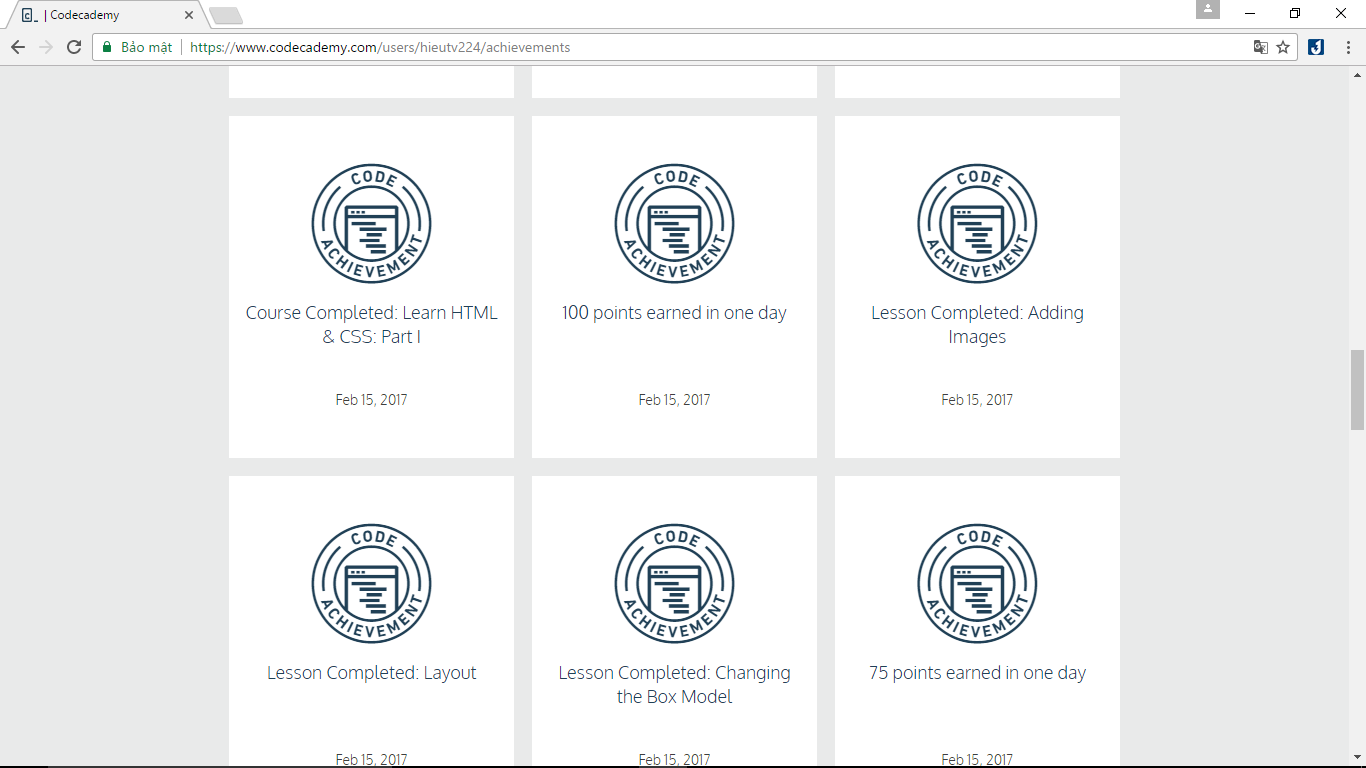 | Codecademy
Bảo mật
https://www.codecademy.com/users/hieutv224/achievements
CODE
ACHIEVEMENT
CODE
ACHIEVEMENT
CODE
ACHIEVEMENT
Course Completed: Learn HTML
& CSS: Part I
100 points earned in one day
Lesson Completed: Adding
Images
Feb 15, 2017
Feb 15, 2017
Feb 15, 2017
CODE
ACHIEVEMENT
CODE
ACHIEVEMENT
CODE
ACHIEVEMENT
Lesson Completed: Layout
Lesson Completed: Changing
the Box Model
75 points earned in one day
Feb 15, 2017
Feb 15, 2017
Feb 15, 2017